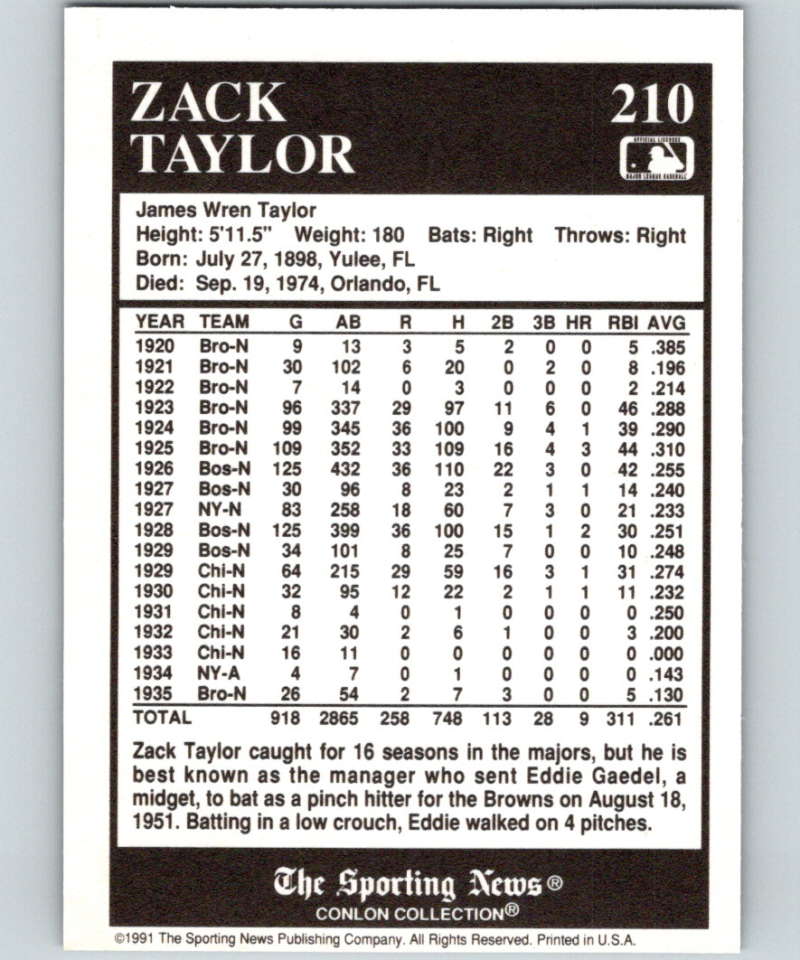 ZACK 210
TAYLOR
OFFICIAL LICENSEE
MAJOR LEAGUE BASEBALL
James Wren Taylor
Height: 5'11.5" Weight: 180 Bats: Right Throws: Right
Born: July 27, 1898, Yulee, FL
Died: Sep. 19, 1974, Orlando, FL
YEAR TEAM G AB R H 2B 3B HR RBI AVG
1920 Bro-N 9 13 3 5 2 0 0 5 .385
1921 Bro-N 30 102 6 20 0 2 0 8 .196
1922 Bro-N 7 14 0 3 0 0 0 2 .214
1923 Bro-N 96 337 29 97 11 6 0 46 .288
1924 Bro-N 99 345 36 100 9 4 1 39 .290
1925 Bro-N 109 352 33 109 16 4 3 44 .310
1926 Bos-N 125 432 36 110 22 3 0 42 .255
1927 Bos-N 30 96 8 23 2 1 1 14 .240
1927 NY-N 83 258 18 60 7 3 0 21 .233
1928 Bos-N 125 399 36 100 15 1 2 30 .251
1929 Bos-N 34 101 8 25 7 0 0 10 .248
1929 Chi-N 64 215 29 59 16 3 1 31 .274
1930 Chi-N 32 95 12 22 2 1 1 11 .232
1931 Chi-N 8 4 0 1 0 0 0 0 .250
1932 Chi-N 21 30 2 6 1 0 0 3 .200
1933 Chi-N 16 11 0 0 0 0 0 0 .000
1934 NY-A 4 7 0 1 0 0 0 0 .143
1935 Bro-N 26 54 2 7 3 0 0 5 .130
TOTAL 918 2865 258 748 113 28 9 311 .261
Zack Taylor caught for 16 seasons in the majors, but he is
best known as the manager who sent Eddie Gaedel, a
midget, to bat as a pinch hitter for the Browns on August 18,
1951. Batting in a low crouch, Eddie walked on 4 pitches.
The Sporting News®
CONLON COLLECTION®
©1991 The Sporting News Publishing Company. All Rights Reserved. Printed in U.S.A.